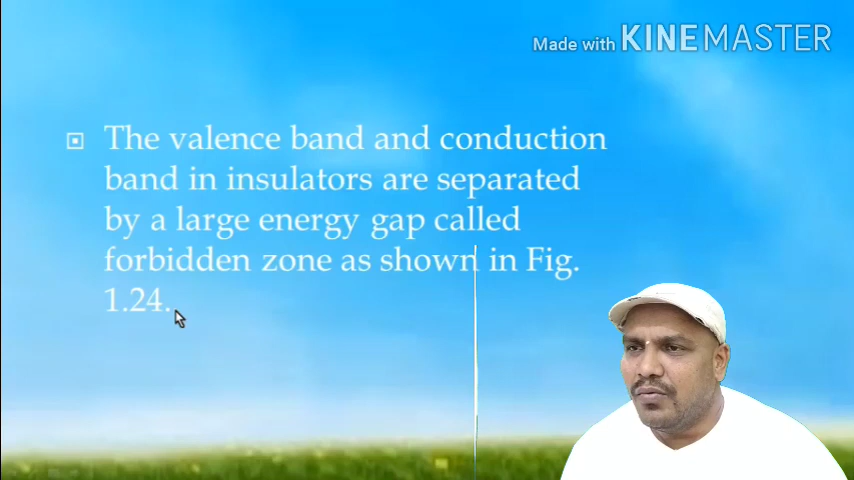 Made with KINEMASTER
The valence band and conduction
band in insulators are separated
by a large energy gap called
forbidden zone as shown in Fig.
1.24.